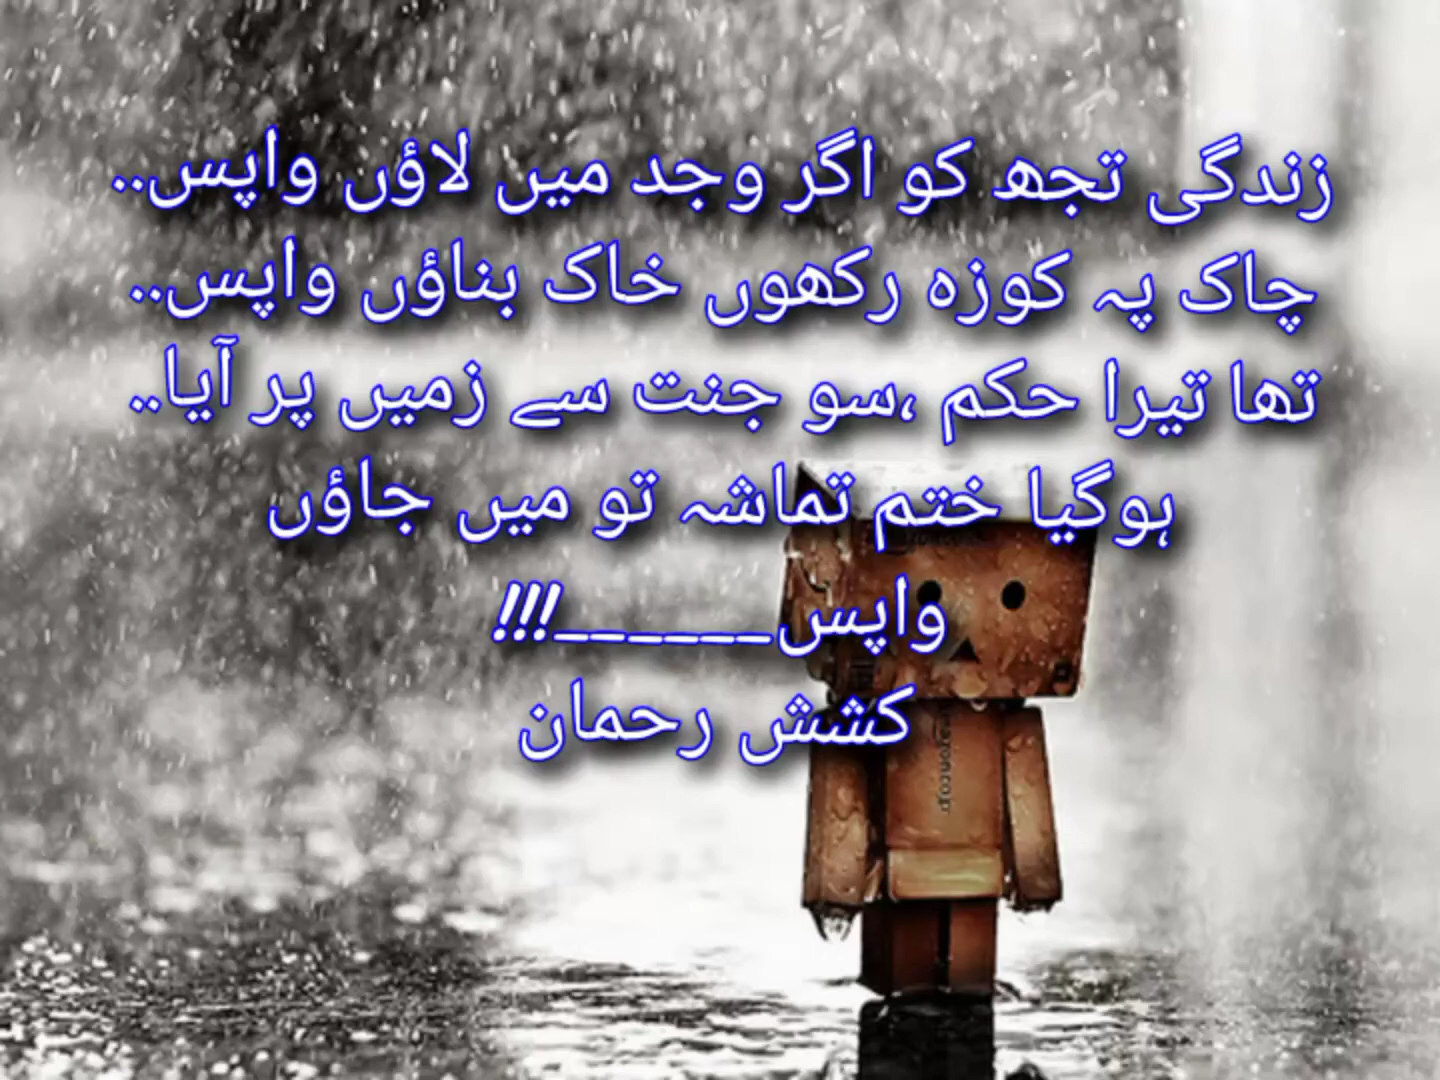 زندگی تجھ کو اگر وجد میں لاؤں واپس..
چاک پہ کوزہ رکھوں خاک بناؤں واپس..
تھا تیرا حکم ،سو جنت سے زمیں پر آیا..
ہوگیا ختم تماشہ تو میں جاؤں
واپس______!!!
کشش رحمان